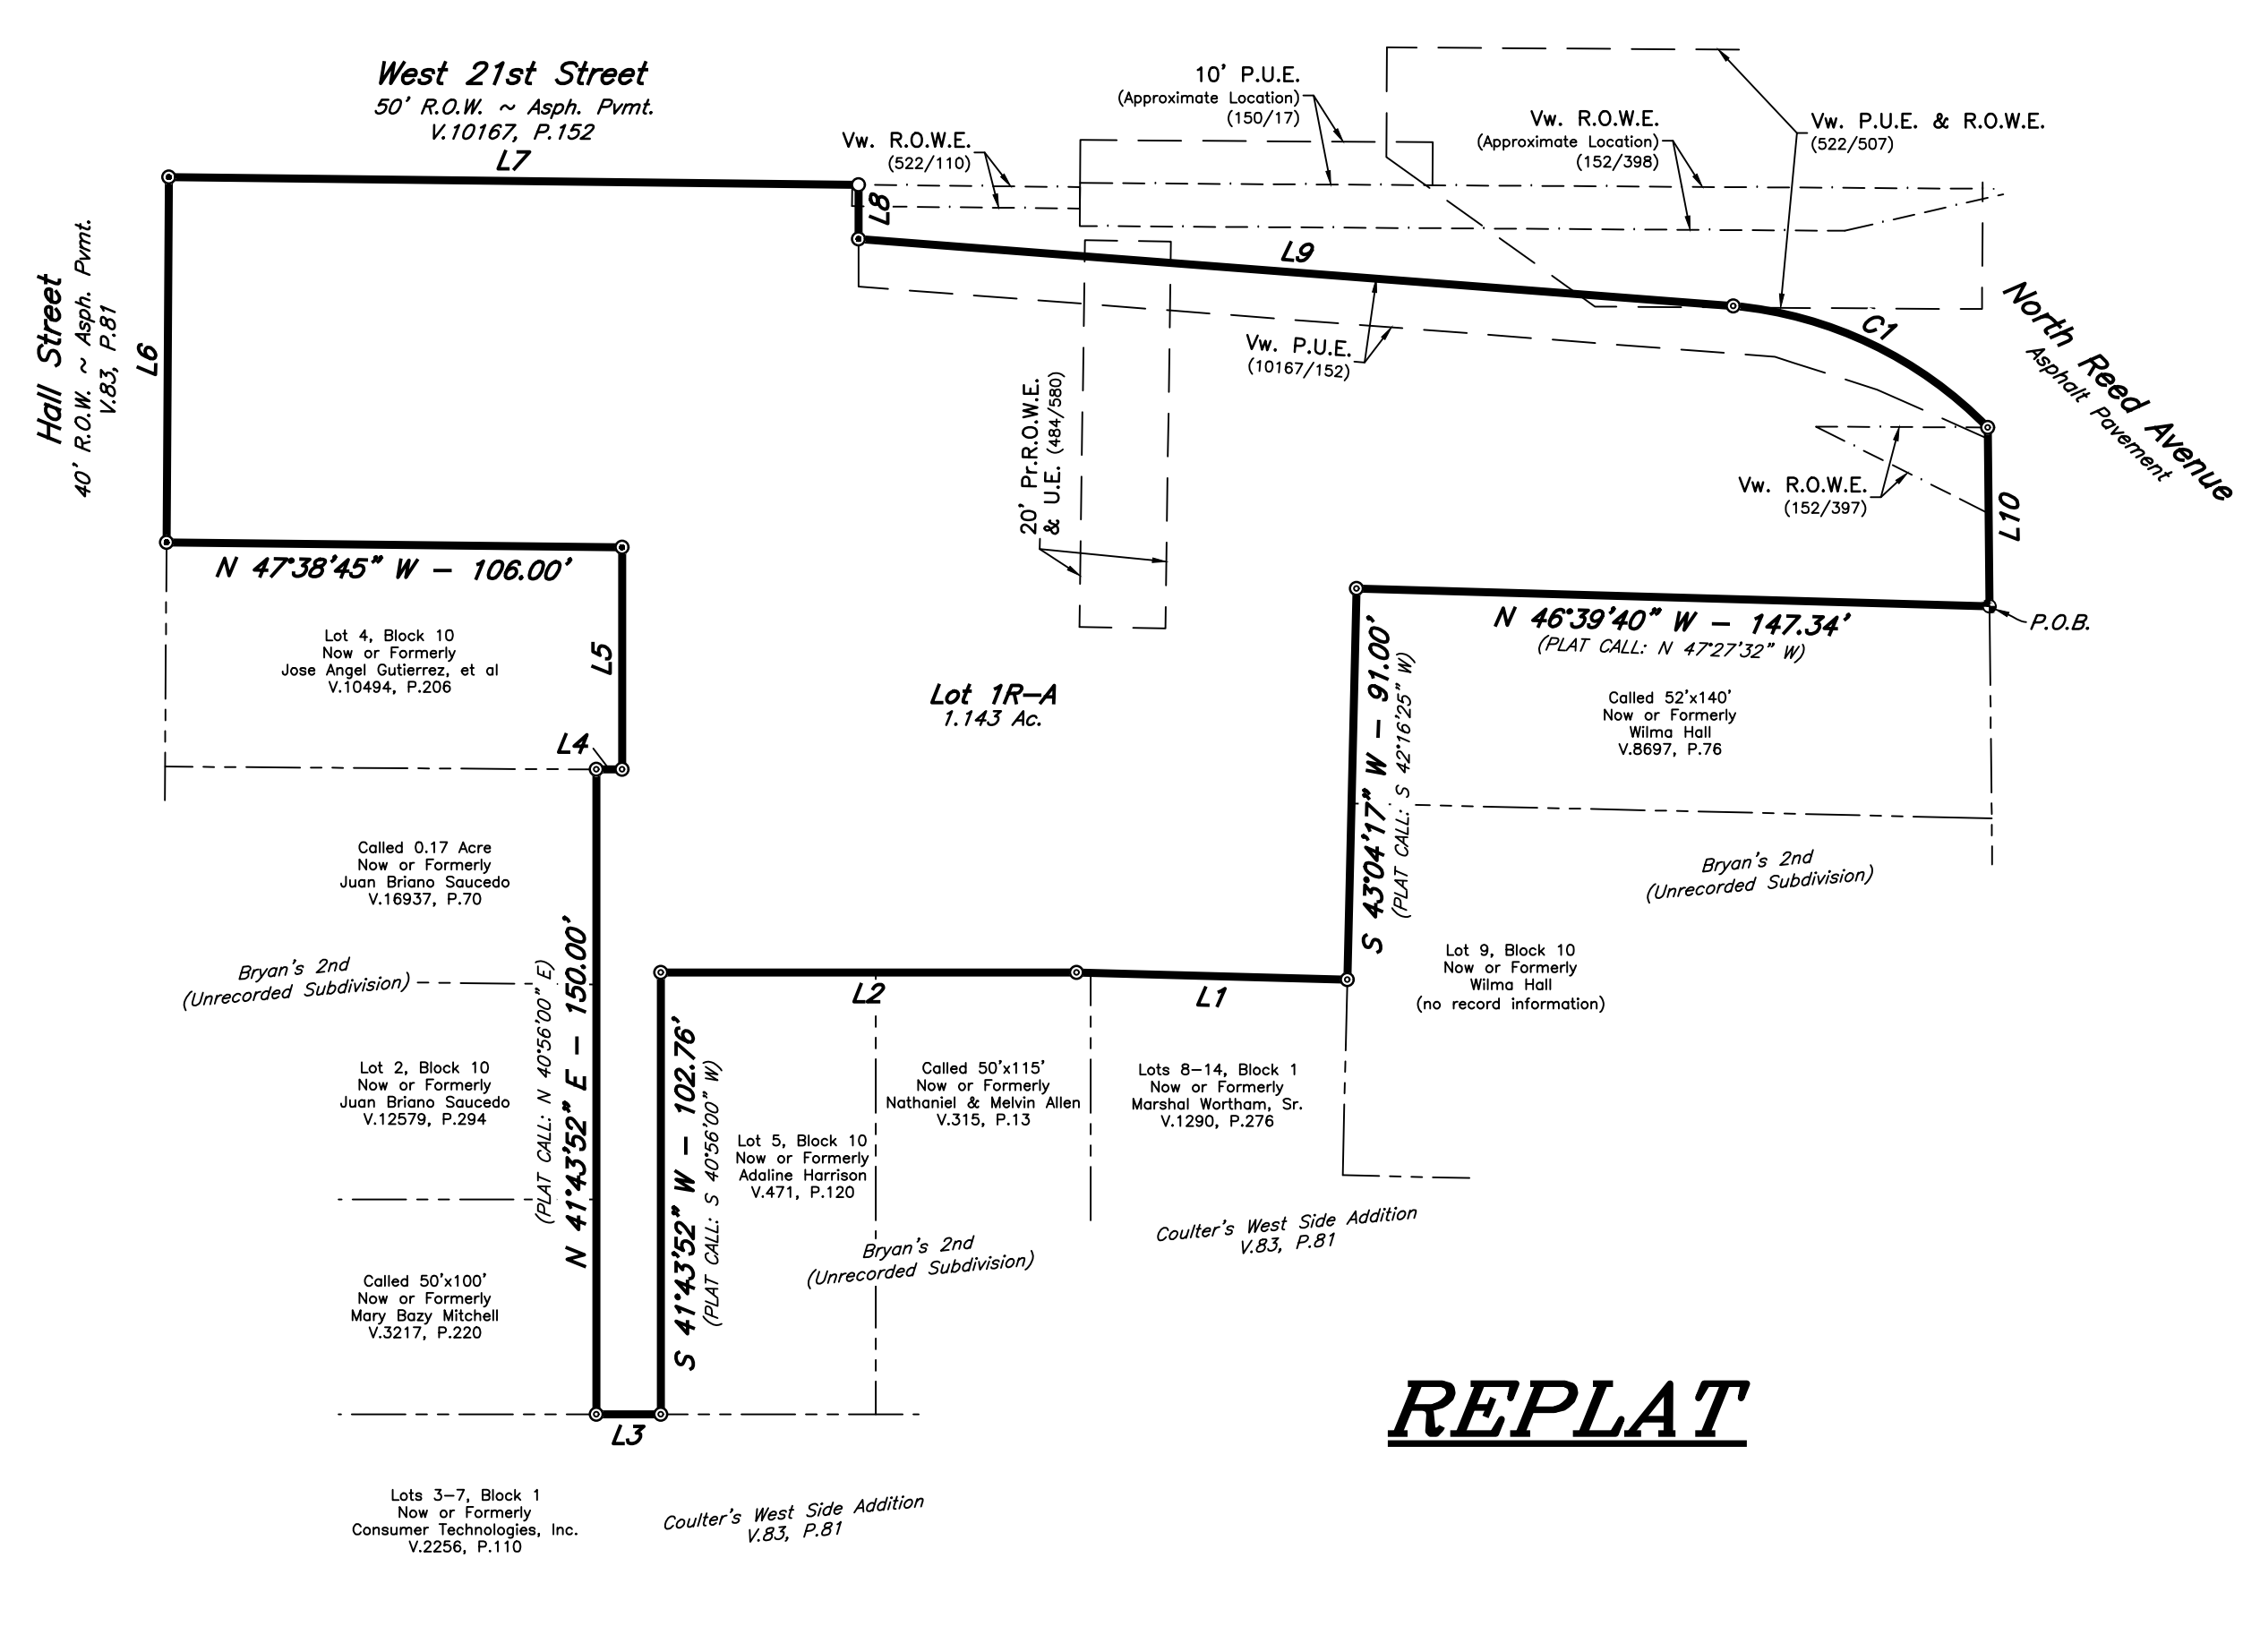 West 21st Street
50' R.O.W. ~ Asph. Pvmt.
V.10167, P.152
L7
Vw. R.O.W.E.
(522/110)
10' P.U.E.
(Approximate Location)
(150/17)
Vw. R.O.W.E.
(Approximate Location)
(152/398)
Vw. P.U.E. & R.O.W.E.
(522/507)
L8
L9
C1
North Reed Avenue
Asphalt Pavement
Hall Street
40' R.O.W. ~ Asph. Pvmt.
V.83, P.81
L6
Vw. P.U.E.
(10167/152)
20' Pr.R.O.W.E.
& U.E. (484/580)
Vw. R.O.W.E.
(152/397)
L10
P.O.B.
N 47°38'45" W – 106.00'
N 46°39'40" W – 147.34'
(PLAT CALL: N 47°27'32" W)
Lot 4, Block 10
Now or Formerly
Jose Angel Gutierrez, et al
V.10494, P.206
L5
L4
Lot 1R–A
1.143 Ac.
S 43°04'17" W – 91.00'
(PLAT CALL: S 42°16'25" W)
Called 52'x140'
Now or Formerly
Wilma Hall
V.8697, P.76
Bryan's 2nd
(Unrecorded Subdivision)
Called 0.17 Acre
Now or Formerly
Juan Briano Saucedo
V.16937, P.70
Bryan's 2nd
(Unrecorded Subdivision)
N 41°43'52" E – 150.00'
(PLAT CALL: N 40°56'00" E)
L2
L1
Lot 9, Block 10
Now or Formerly
Wilma Hall
(no record information)
Lot 2, Block 10
Now or Formerly
Juan Briano Saucedo
V.12579, P.294
S 41°43'52" W – 102.76'
(PLAT CALL: S 40°56'00" W)
Called 50'x115'
Now or Formerly
Nathaniel & Melvin Allen
V.315, P.13
Lots 8–14, Block 1
Now or Formerly
Marshal Wortham, Sr.
V.1290, P.276
Lot 5, Block 10
Now or Formerly
Adaline Harrison
V.471, P.120
Bryan's 2nd
(Unrecorded Subdivision)
Coulter's West Side Addition
V.83, P.81
Called 50'x100'
Now or Formerly
Mary Bazy Mitchell
V.3217, P.220
L3
REPLAT
Lots 3–7, Block 1
Now or Formerly
Consumer Technologies, Inc.
V.2256, P.110
Coulter's West Side Addition
V.83, P.81